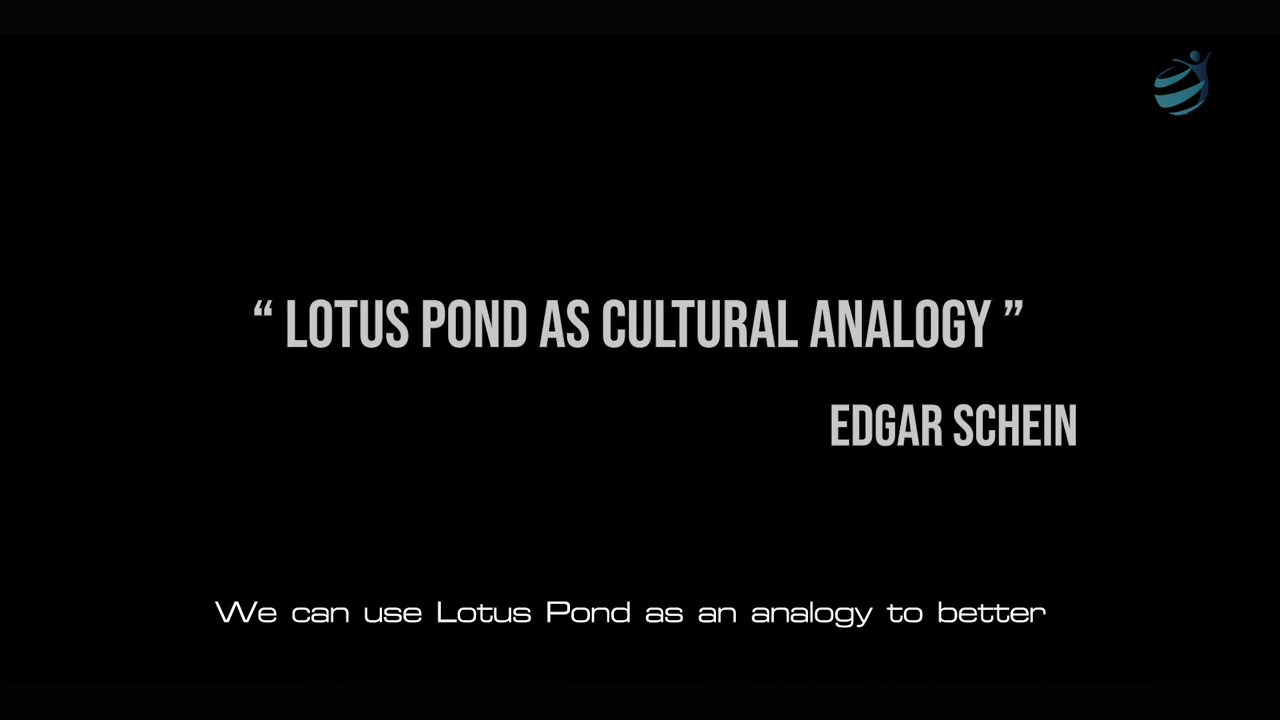 “ LOTUS POND AS CULTURAL ANALOGY ”
EDGAR SCHEIN
We can use Lotus Pond as an analogy to better